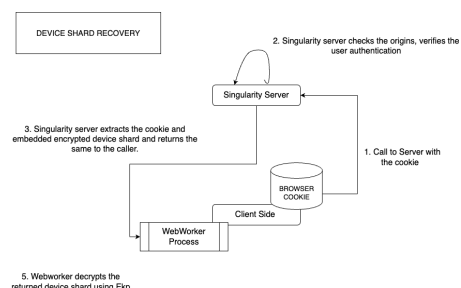 DEVICE SHARD RECOVERY
2. Singularity server checks the origins, verifies the
user authentication
Singularity Server
3. Singularity server extracts the cookie and
embedded encrypted device shard and returns the
same to the caller.
1. Call to Server with
the cookie
BROWSER
COOKIE
Client Side
WebWorker
Process
5. Webworker decrypts the
returned device shard using Ekp